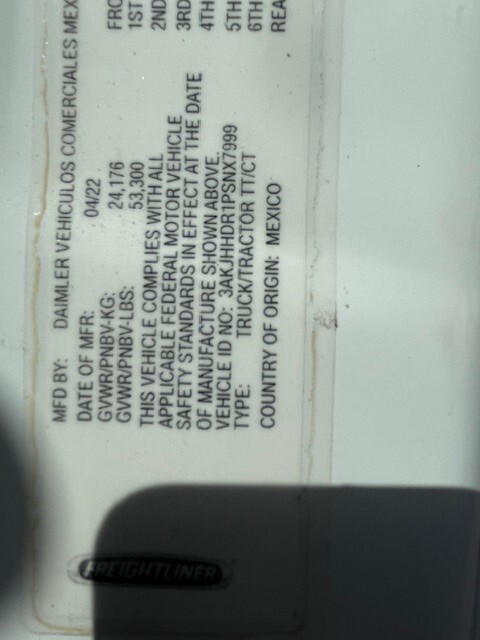 MFD BY: DAIMLER VEHICULOS COMERCIALES MEX
DATE OF MFR: 04/22
GVWR/PNBV-KG: 24,176
GVWR/PNBV-LBS: 53,300
THIS VEHICLE COMPLIES WITH ALL
APPLICABLE FEDERAL MOTOR VEHICLE
SAFETY STANDARDS IN EFFECT AT THE DATE
OF MANUFACTURE SHOWN ABOVE.
VEHICLE ID NO: 3AKJHHDR1PSNX7999
TYPE: TRUCK/TRACTOR TT/CT
COUNTRY OF ORIGIN: MEXICO
FRO
1ST
2ND
3RD
4TH
5TH
6TH
REA
FREIGHTLINER